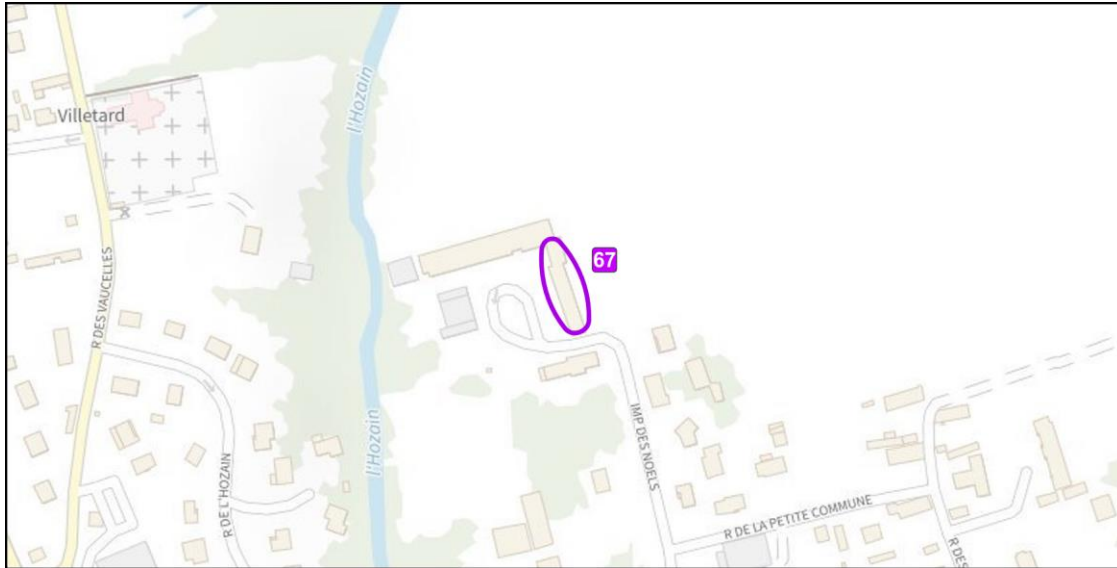 l'Hozain
Villetard
R DES VAUCELLES
67
l'Hozain
R DE L'HOZAIN
IMP DES NOELS
R DE LA PETITE COMMUNE
R DES